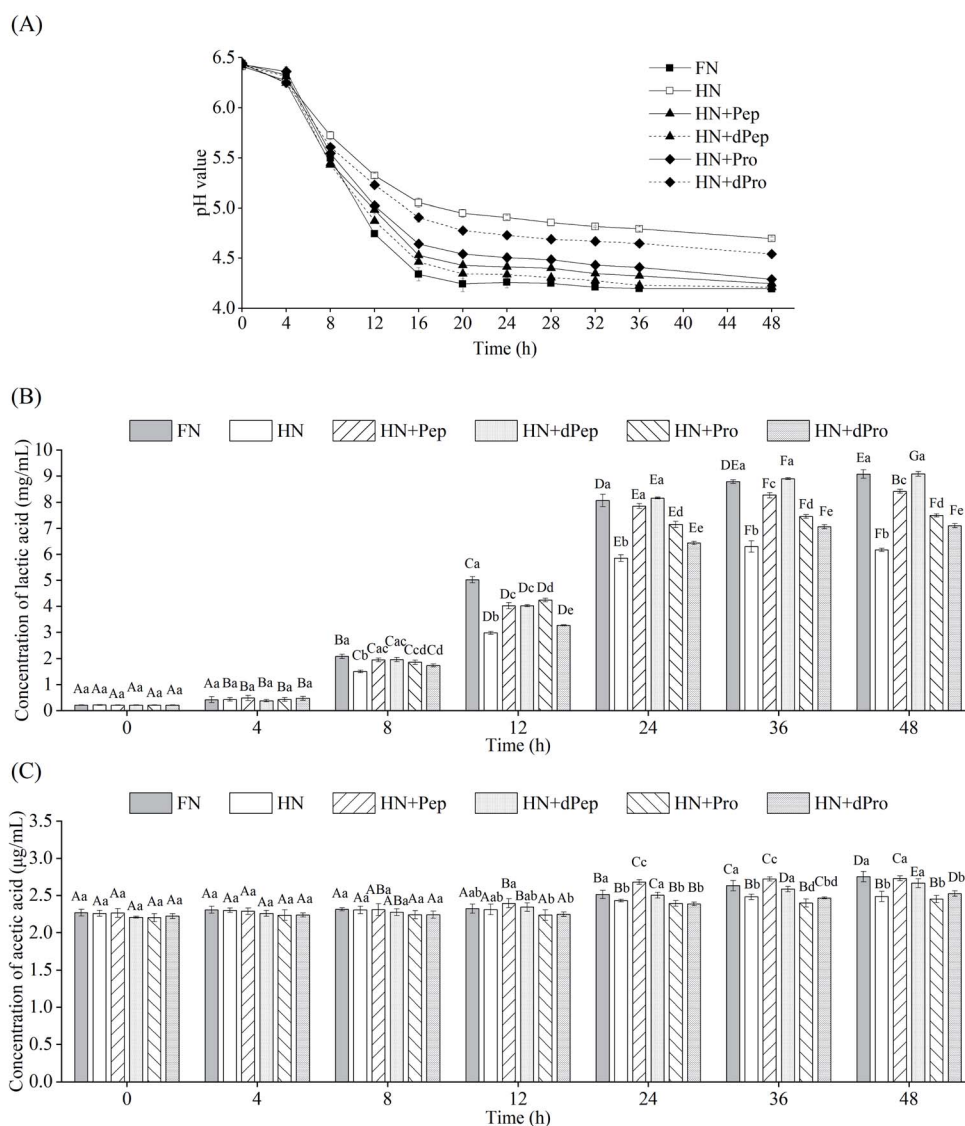 (A)
6.5
6.0
5.5
5.0
4.5
4.0
pH value
FN
HN
HN+Pep
HN+dPep
HN+Pro
HN+dPro
0 4 8 12 16 20 24 28 32 36 40 44 48
Time (h)
(B)
FN HN HN+Pep HN+dPep HN+Pro HN+dPro
Concentration of lactic acid (mg/mL)
10
9
8
7
6
5
4
3
2
1
0
Aa Aa Aa Aa Aa Aa
Aa Ba Ba Ba Ba Ba
Ba Cb Cac Cac Ccd Cd
Ca Db Dc Dc Dd De
Da Eb Ea Ea Ed Ee
DEa Fb Fc Fa Fd Fe
Ea Fb Bc Ga Fd Fe
0 4 8 12 24 36 48
Time (h)
(C)
FN HN HN+Pep HN+dPep HN+Pro HN+dPro
Concentration of acetic acid (μg/mL)
3.5
3.0
2.5
2.0
1.5
1.0
0.5
0.0
Aa Aa Aa Aa Aa Aa
Aa Aa Aa Aa Aa Aa
Aa Aa ABa ABa Aa Aa
Aab Aab Ba Bab Ab Ab
Ba Bb Cc Ca Bb Bb
Ca Bb Cc Da Bd Cbd
Da Bb Ca Ea Bb Db
0 4 8 12 24 36 48
Time (h)